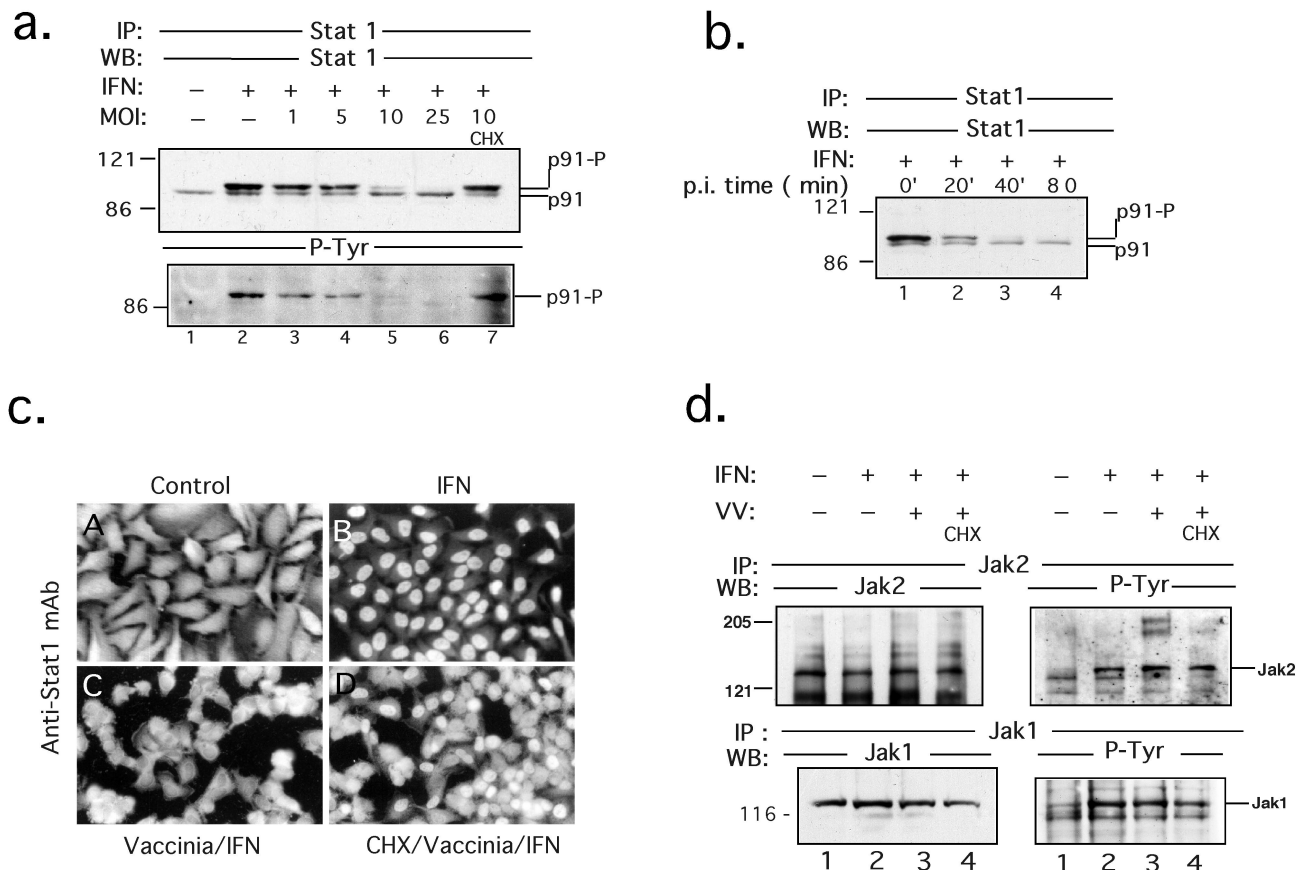 a.
IP: Stat 1
WB: Stat 1
IFN: – + + + + + +
MOI: – – 1 5 10 25 10
CHX
121
p91-P
p91
86
P-Tyr
86
p91-P
1 2 3 4 5 6 7
b.
IP: Stat1
WB: Stat1
IFN: + + + +
p.i. time ( min) 0' 20' 40' 80
121
p91-P
p91
86
1 2 3 4
c.
Control IFN
Anti-Stat1 mAb
A B
C D
Vaccinia/IFN CHX/Vaccinia/IFN
d.
IFN: – + + + – + + +
VV: – – + + – – + +
CHX CHX
IP: Jak2
WB: Jak2 P-Tyr
205
Jak2
121
IP : Jak1
WB: Jak1 P-Tyr
Jak1
116 -
1 2 3 4 1 2 3 4